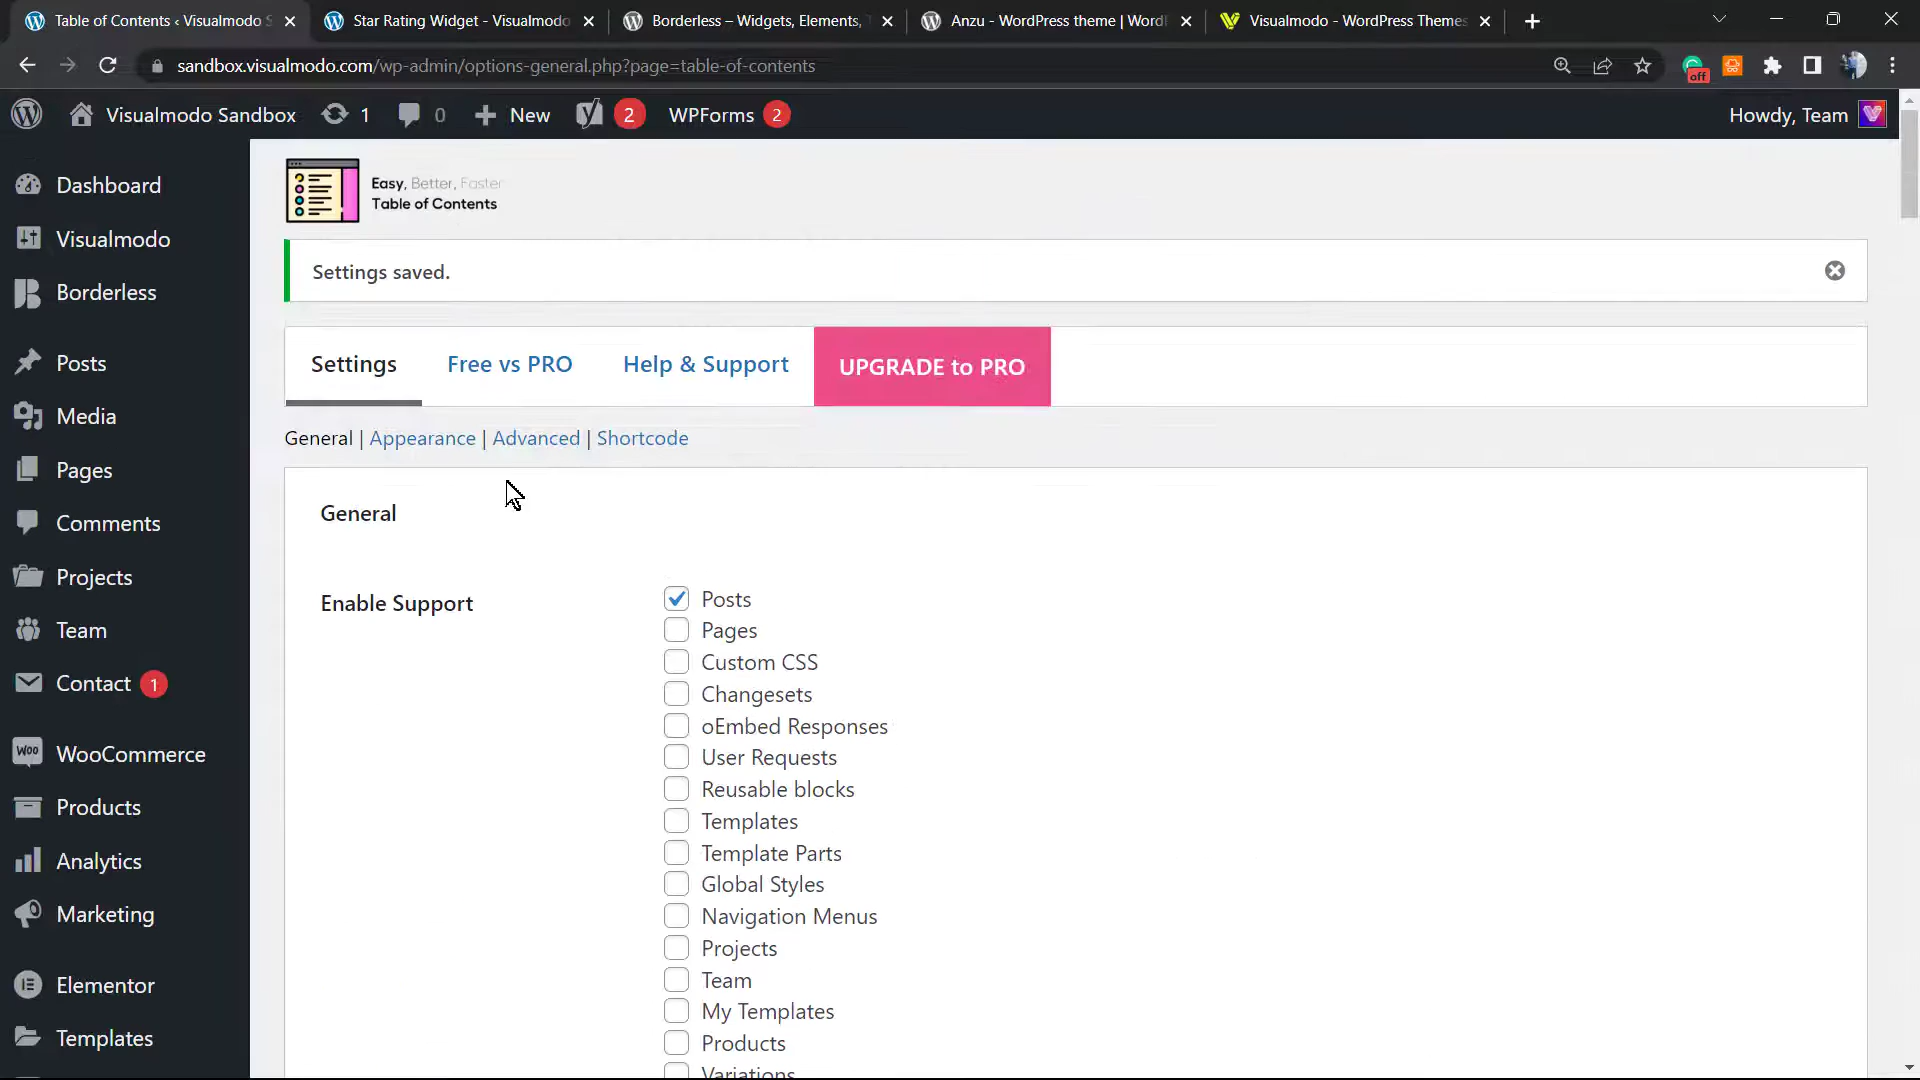 Table of Contents ‹ Visualmodo S
Star Rating Widget - Visualmodo
Borderless – Widgets, Elements, T
Anzu - WordPress theme | WordP
Visualmodo - WordPress Themes
sandbox.visualmodo.com/wp-admin/options-general.php?page=table-of-contents
off
Visualmodo Sandbox
1
0
New
2
WPForms 2
Howdy, Team
Dashboard
Visualmodo
Borderless
Posts
Media
Pages
Comments
Projects
Team
Contact 1
WooCommerce
Products
Analytics
Marketing
Elementor
Templates
Easy, Better, Faster
Table of Contents
Settings saved.
Settings
Free vs PRO
Help & Support
UPGRADE to PRO
General | Appearance | Advanced | Shortcode
General
Enable Support
Posts
Pages
Custom CSS
Changesets
oEmbed Responses
User Requests
Reusable blocks
Templates
Template Parts
Global Styles
Navigation Menus
Projects
Team
My Templates
Products
Variations